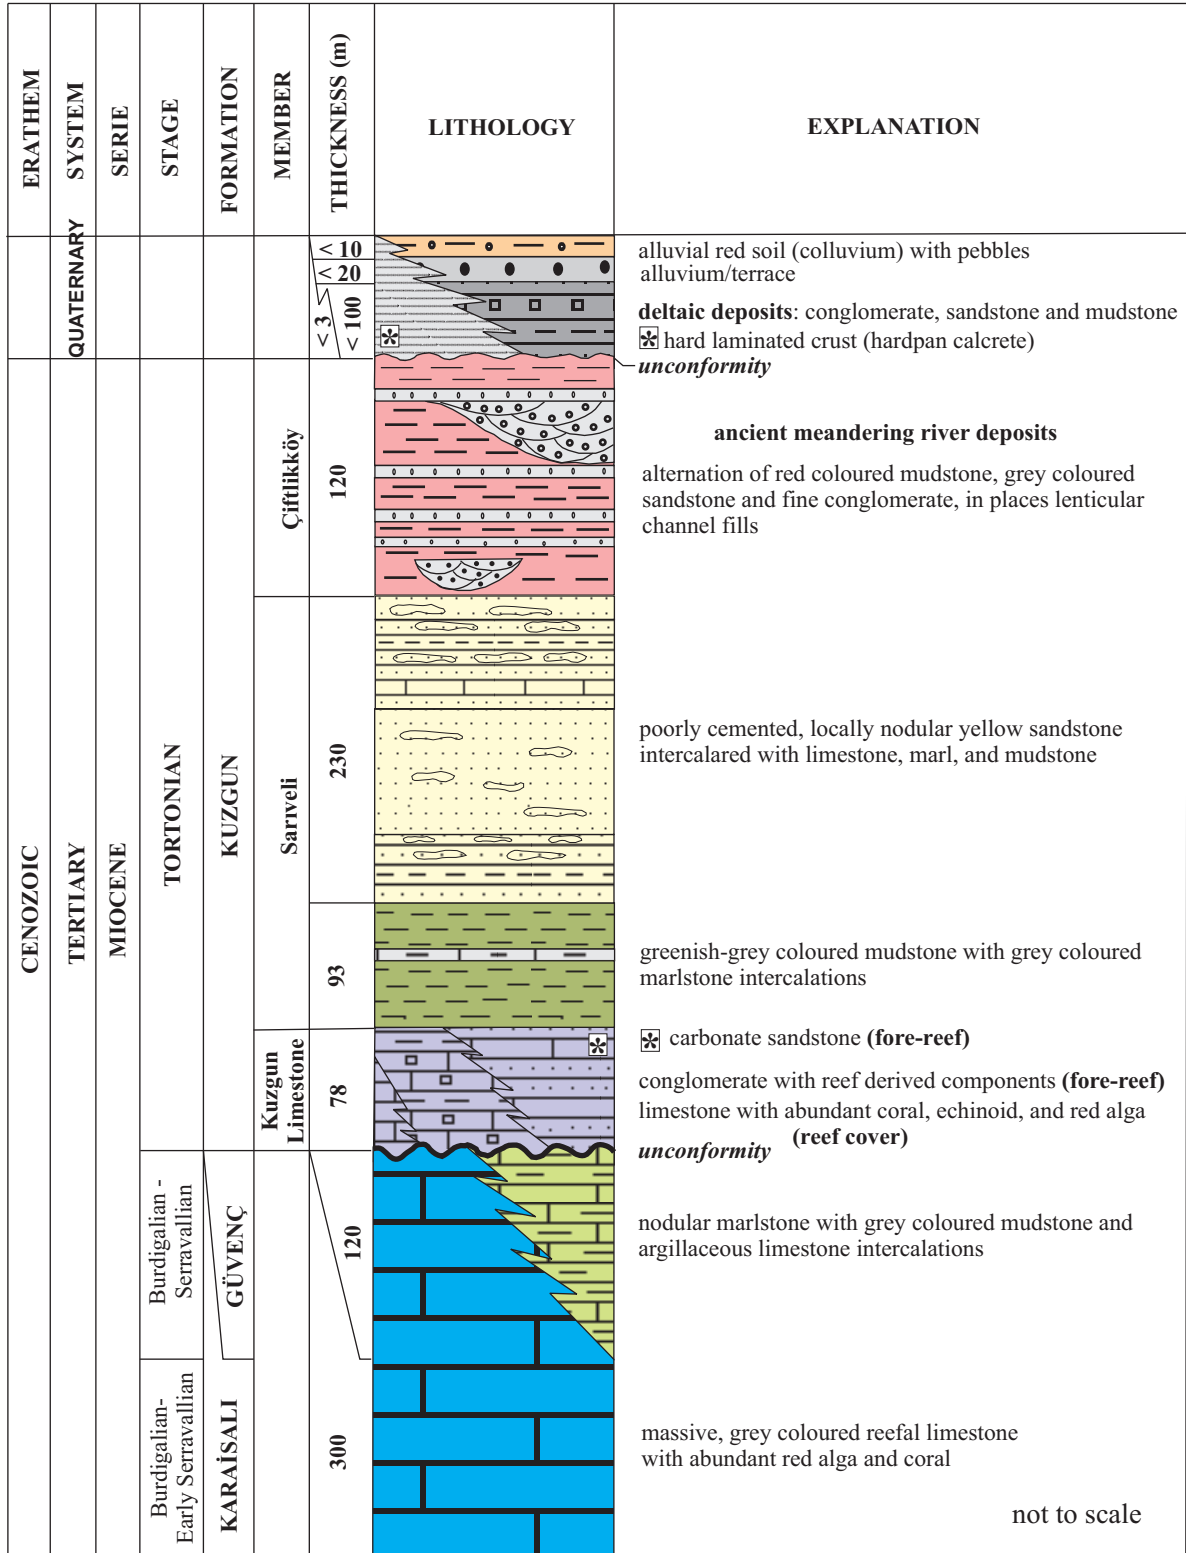 ERATHEM
SYSTEM
SERIE
STAGE
FORMATION
MEMBER
THICKNESS (m)
LITHOLOGY
EXPLANATION
QUATERNARY
< 10
< 20
< 3
< 100
alluvial red soil (colluvium) with pebbles
alluvium/terrace
deltaic deposits: conglomerate, sandstone and mudstone
hard laminated crust (hardpan calcrete)
unconformity
CENOZOIC
TERTIARY
MIOCENE
TORTONIAN
KUZGUN
Çiftlikköy
120
ancient meandering river deposits
alternation of red coloured mudstone, grey coloured
sandstone and fine conglomerate, in places lenticular
channel fills
Sarıveli
230
poorly cemented, locally nodular yellow sandstone
intercalared with limestone, marl, and mudstone
93
greenish-grey coloured mudstone with grey coloured
marlstone intercalations
Kuzgun
Limestone
78
carbonate sandstone (fore-reef)
conglomerate with reef derived components (fore-reef)
limestone with abundant coral, echinoid, and red alga
(reef cover)
unconformity
Burdigalian -
Serravallian
GÜVENÇ
120
nodular marlstone with grey coloured mudstone and
argillaceous limestone intercalations
Burdigalian-
Early Serravallian
KARAİSALI
300
massive, grey coloured reefal limestone
with abundant red alga and coral
not to scale